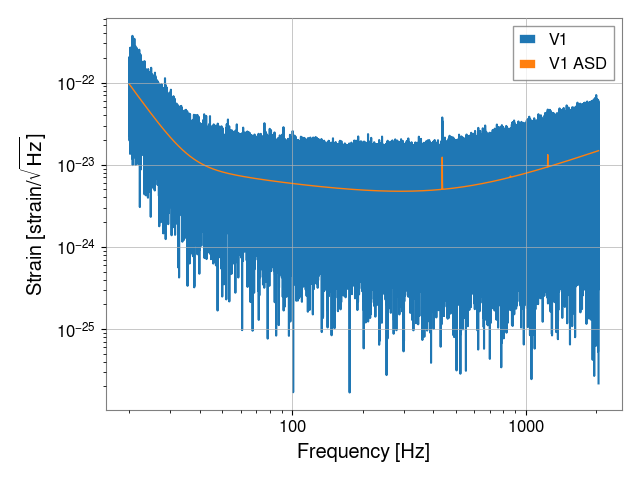 V1
V1 ASD
10⁻²²
10⁻²³
10⁻²⁴
10⁻²⁵
Strain [strain/√Hz]
100
1000
Frequency [Hz]